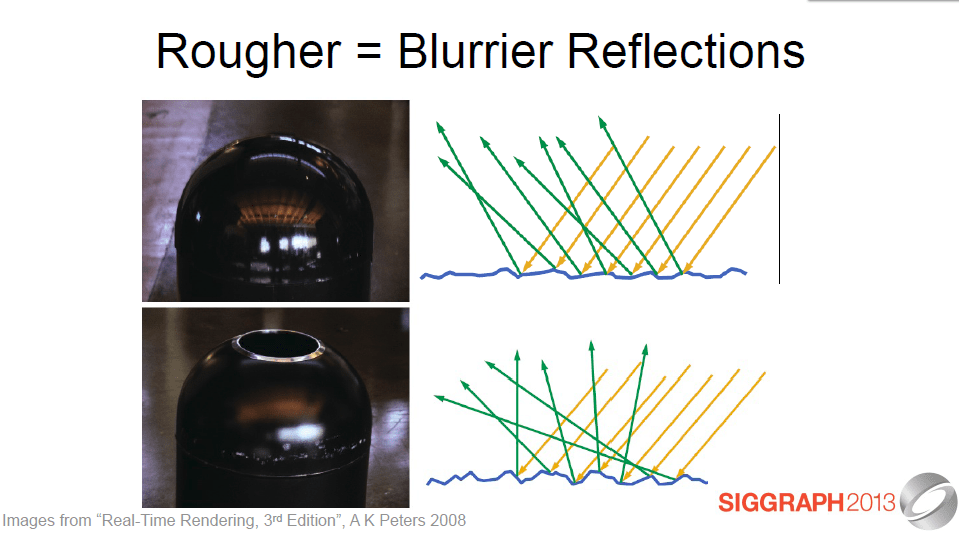 Rougher = Blurrier Reflections
Images from “Real-Time Rendering, 3rd Edition”, A K Peters 2008
SIGGRAPH2013